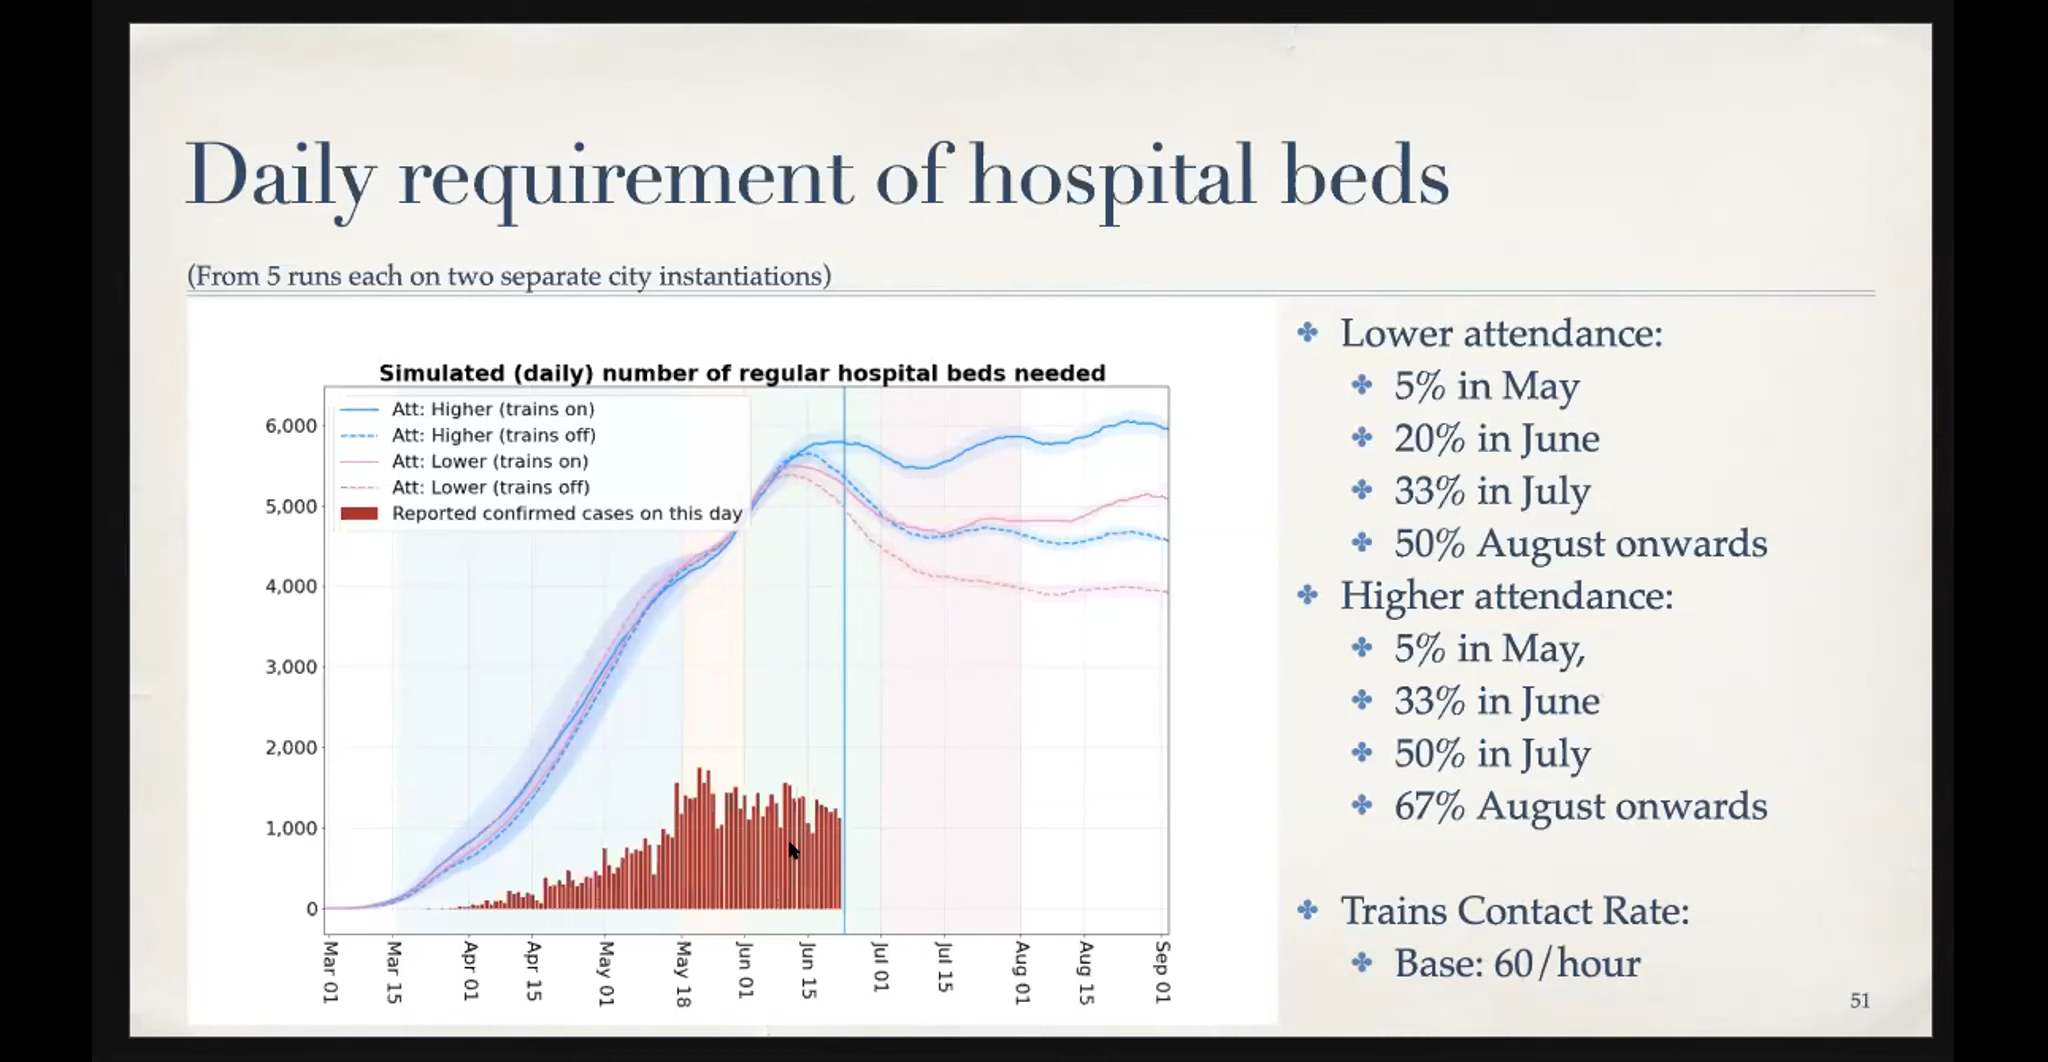 Daily requirement of hospital beds
(From 5 runs each on two separate city instantiations)
Simulated (daily) number of regular hospital beds needed
Att: Higher (trains on)
Att: Higher (trains off)
Att: Lower (trains on)
Att: Lower (trains off)
Reported confirmed cases on this day
6,000
5,000
4,000
3,000
2,000
1,000
0
Mar 01
Mar 15
Apr 01
Apr 15
May 01
May 18
Jun 01
Jun 15
Jul 01
Jul 15
Aug 01
Aug 15
Sep 01
Lower attendance:
5% in May
20% in June
33% in July
50% August onwards
Higher attendance:
5% in May,
33% in June
50% in July
67% August onwards
Trains Contact Rate:
Base: 60/hour
51